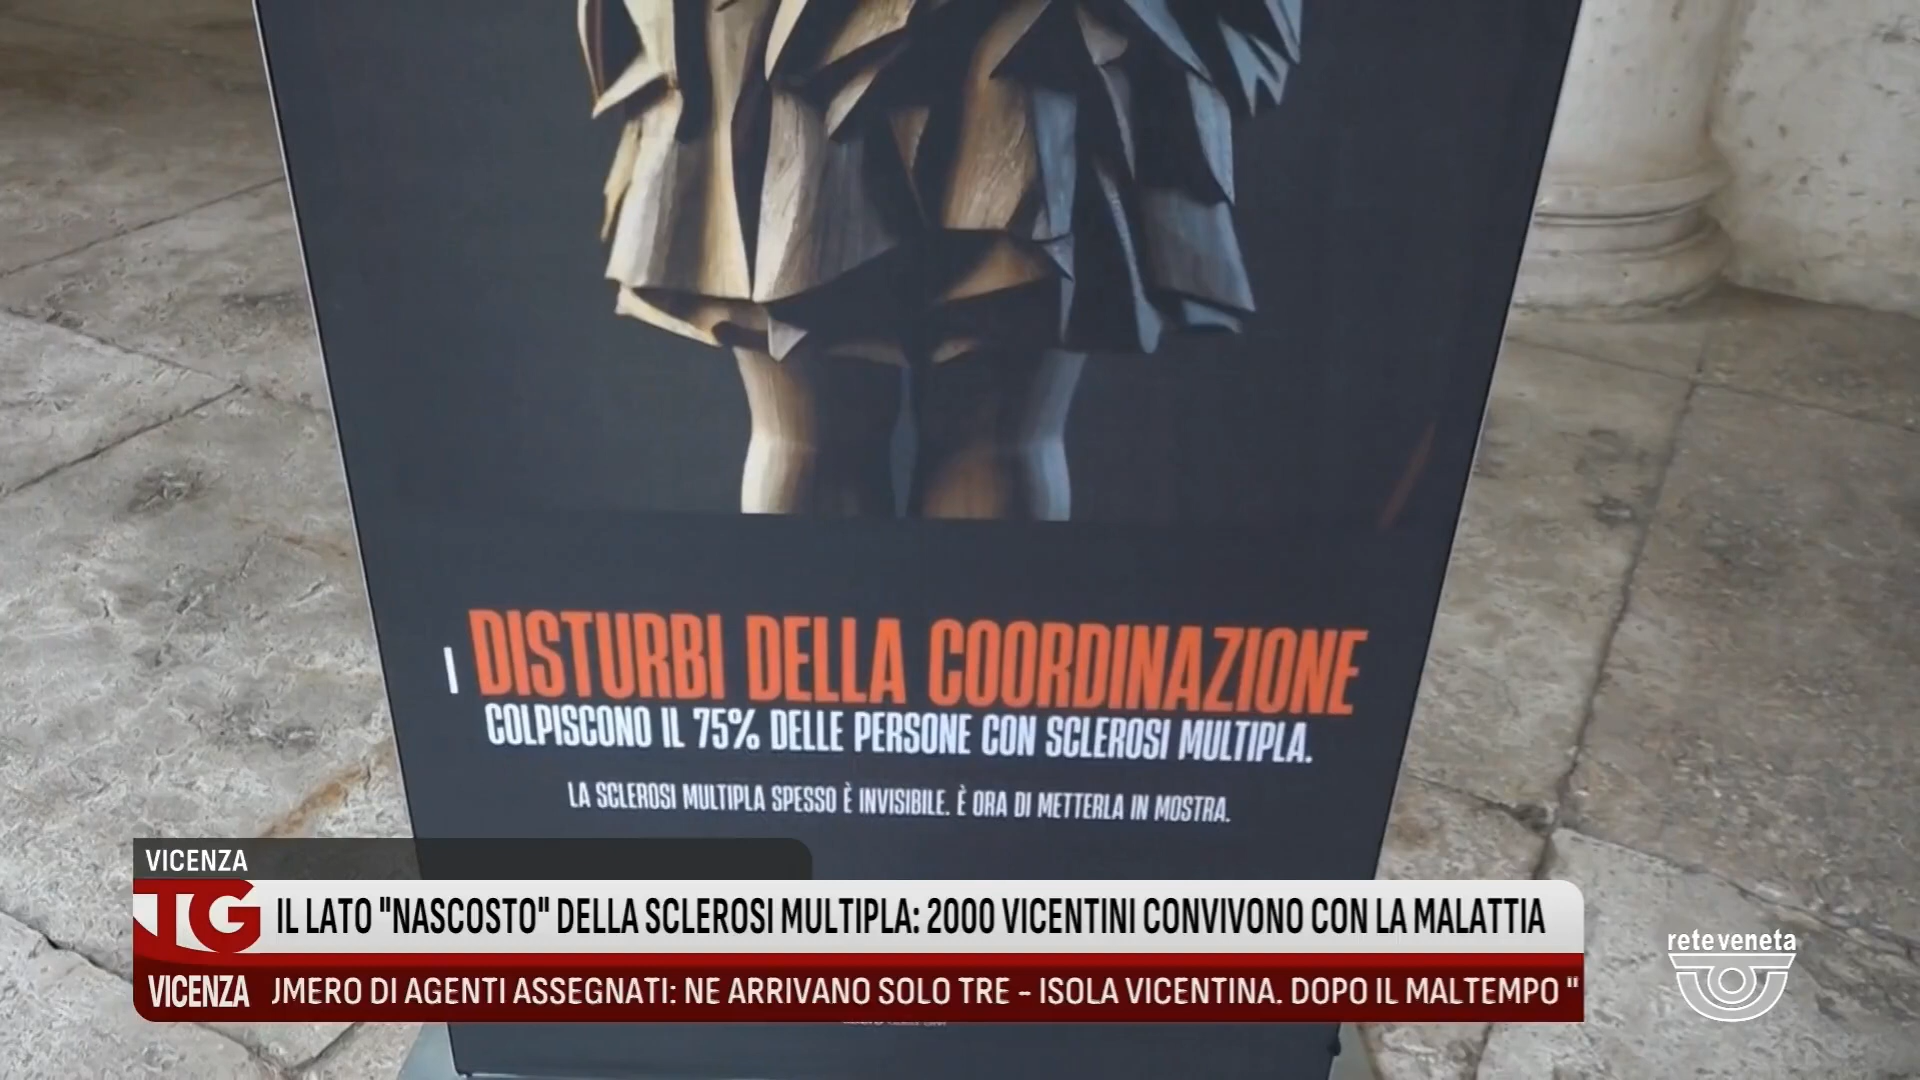 I DISTURBI DELLA COORDINAZIONE
COLPISCONO IL 75% DELLE PERSONE CON SCLEROSI MULTIPLA.
LA SCLEROSI MULTIPLA SPESSO È INVISIBILE. È ORA DI METTERLA IN MOSTRA.
VICENZA
TG IL LATO "NASCOSTO" DELLA SCLEROSI MULTIPLA: 2000 VICENTINI CONVIVONO CON LA MALATTIA
reteveneta
VICENZA UMERO DI AGENTI ASSEGNATI: NE ARRIVANO SOLO TRE - ISOLA VICENTINA. DOPO IL MALTEMPO "